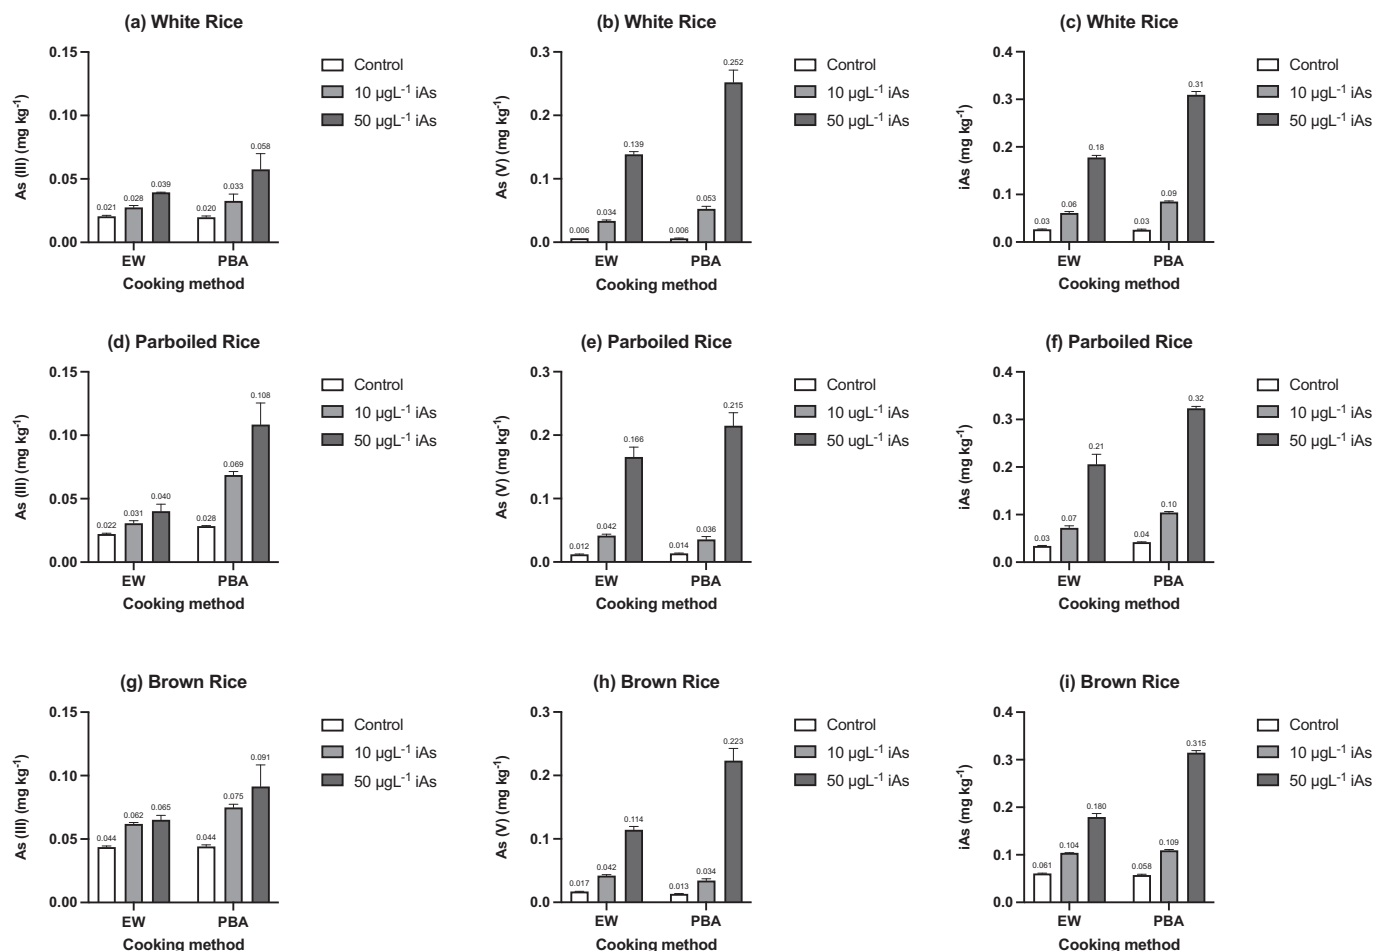 (a) White Rice
0.15
0.10
0.05
0.00
As (III) (mg kg⁻¹)
0.021
0.028
0.039
0.020
0.033
0.058
EW
PBA
Cooking method
Control
10 µgL⁻¹ iAs
50 µgL⁻¹ iAs
(b) White Rice
0.3
0.2
0.1
0.0
As (V) (mg kg⁻¹)
0.006
0.034
0.139
0.006
0.053
0.252
EW
PBA
Cooking method
Control
10 µgL⁻¹ iAs
50 µgL⁻¹ iAs
(c) White Rice
0.4
0.3
0.2
0.1
0.0
iAs (mg kg⁻¹)
0.03
0.06
0.18
0.03
0.09
0.31
EW
PBA
Cooking method
Control
10 µgL⁻¹ iAs
50 µgL⁻¹ iAs
(d) Parboiled Rice
0.15
0.10
0.05
0.00
As (III) (mg kg⁻¹)
0.022
0.031
0.040
0.028
0.069
0.108
EW
PBA
Cooking method
Control
10 µgL⁻¹ iAs
50 µgL⁻¹ iAs
(e) Parboiled Rice
0.3
0.2
0.1
0.0
As (V) (mg kg⁻¹)
0.012
0.042
0.166
0.014
0.036
0.215
EW
PBA
Cooking method
Control
10 ugL⁻¹ iAs
50 ugL⁻¹ iAs
(f) Parboiled Rice
0.4
0.3
0.2
0.1
0.0
iAs (mg kg⁻¹)
0.03
0.07
0.21
0.04
0.10
0.32
EW
PBA
Cooking method
Control
10 µgL⁻¹ iAs
50 µgL⁻¹ iAs
(g) Brown Rice
0.15
0.10
0.05
0.00
As (III) (mg kg⁻¹)
0.044
0.062
0.065
0.044
0.075
0.091
EW
PBA
Cooking method
Control
10 µgL⁻¹ iAs
50 µgL⁻¹ iAs
(h) Brown Rice
0.3
0.2
0.1
0.0
As (V) (mg kg⁻¹)
0.017
0.042
0.114
0.013
0.034
0.223
EW
PBA
Cooking method
Control
10 µgL⁻¹ iAs
50 µgL⁻¹ iAs
(i) Brown Rice
0.4
0.3
0.2
0.1
0.0
iAs (mg kg⁻¹)
0.061
0.104
0.180
0.058
0.109
0.315
EW
PBA
Cooking method
Control
10 µgL⁻¹ iAs
50 µgL⁻¹ iAs